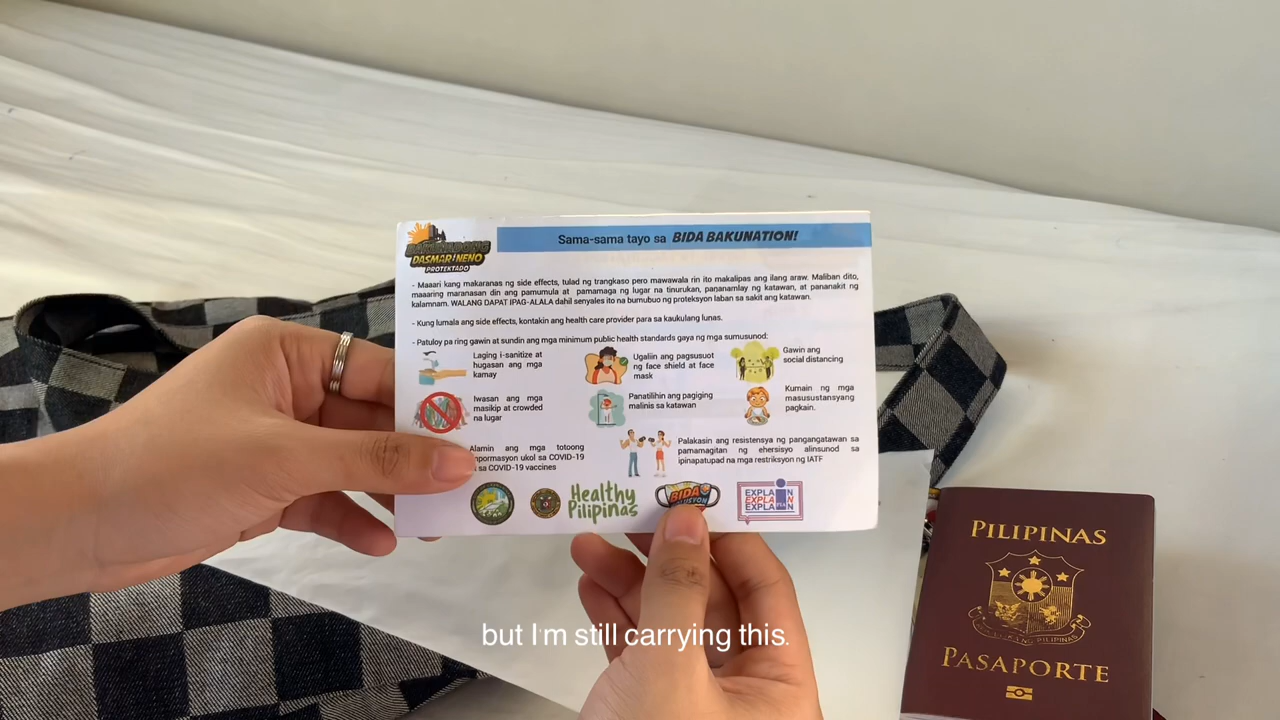 Sama-sama tayo sa BIDA BAKUNATION!
DASMARINENO
PROTEKTADO
- Maaari kang makaranas ng side effects, tulad ng trangkaso pero mawawala rin ito makalipas ang ilang araw. Maliban dito,
maaring maranasan din ang pamumula at pamamaga ng lugar na tinurukan, pananamlay ng katawan, at pananakit ng
kalamnam. WALANG DAPAT IPAG-ALALA dahil senyales ito na bumubuo ng proteksyon laban sa sakit ang katawan.
- Kung lumala ang side effects, kontakin ang health care provider para sa kaukulang lunas.
- Patuloy pa ring gawin at sundin ang mga minimum public health standards gaya ng mga sumusunod:
Laging i-sanitize at
hugasan ang mga
kamay
Ugaliin ang pagsusuot
ng face shield at face
mask
Gawin ang
social distancing
Iwasan ang mga
masikip at crowded
na lugar
Panatilihin ang pagiging
malinis sa katawan
Kumain ng mga
masusustansyang
pagkain.
Alamin ang mga totoong
ukol sa COVID-19
sa COVID-19 vaccines
Palakasin ang resistensya ng pangangatawan sa
pamamagitan ng ehersisyo alinsunod sa
ipinapatupad na mga restriksyon ng IATF
Healthy
Pilipinas
BIDA
EXPLAIN
EXPLAIN
EXPLAIN
PILIPINAS
PASAPORTE
but I'm still carrying this.